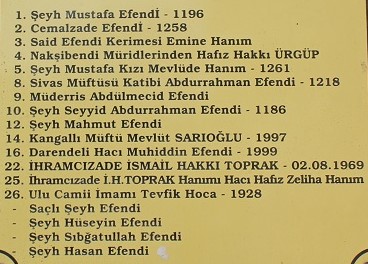 1. Şeyh Mustafa Efendİ - 1196
2. Cemalzade Efendİ - 1258
3. Said Efendi Kerimesi Emine Hanım
4. Nakşibendi Müridlerinden Hafız Hakkı ÜRGÜP
5. Şeyh Mustafa Kızı Mevlüde Hanım - 1261
8. Sivas Müftüsü Katibi Abdurrahman Efendi - 1218
9. Müderris Abdülmecid Efendi
10. Şeyh Seyyid Abdurrahman Efendi - 1186
12. Şeyh Mahmut Efendi
14. Kangallı Müftü Mevlüt SARIOĞLU - 1997
16. Darendeli Hacı Muhiddin Efendi - 1999
22. İHRAMCIZADE İSMAİL HAKKI TOPRAK - 02.08.1969
25. İhramcızade İ.H.TOPRAK Hanımı Hacı Hafız Zeliha Hanım
26. Ulu Camii İmamı Tevfik Hoca - 1928
- Saçlı Şeyh Efendi
- Şeyh Hüseyin Efendi
- Şeyh Sıbğatullah Efendi
- Şeyh Hasan Efendi